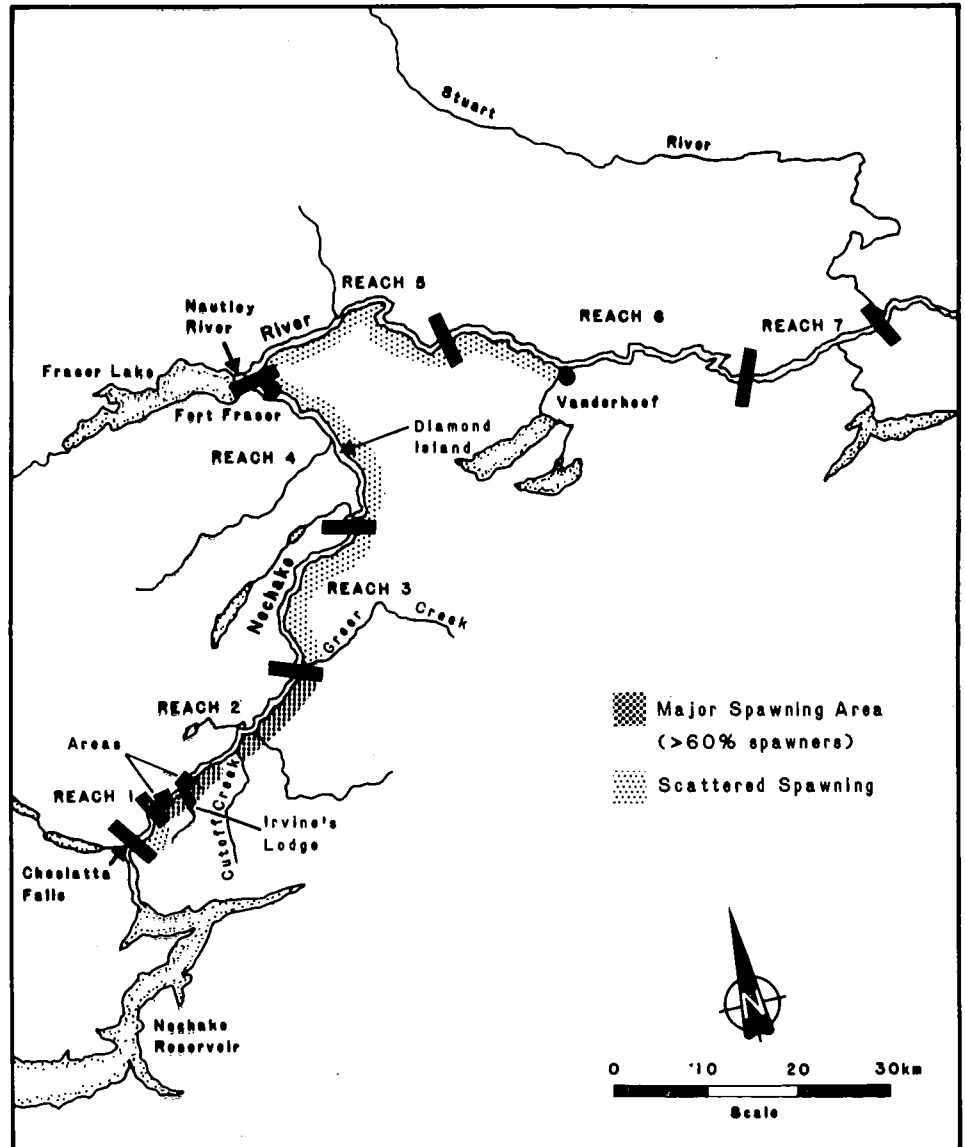 Stuart
River
REACH 5
Nautley
River
River
REACH 6
REACH 7
Fraser Lake
Fort Fraser
Vanderhoof
Diamond
Island
REACH 4
Nechako
REACH 3
Greer Creek
REACH 2
Areas
REACH 1
Irvine's
Lodge
Cutoff Creek
Cheslatta
Falls
Major Spawning Area
(>60% spawners)
Scattered Spawning
Nechako
Reservoir
N
0 10 20 30km
Scale